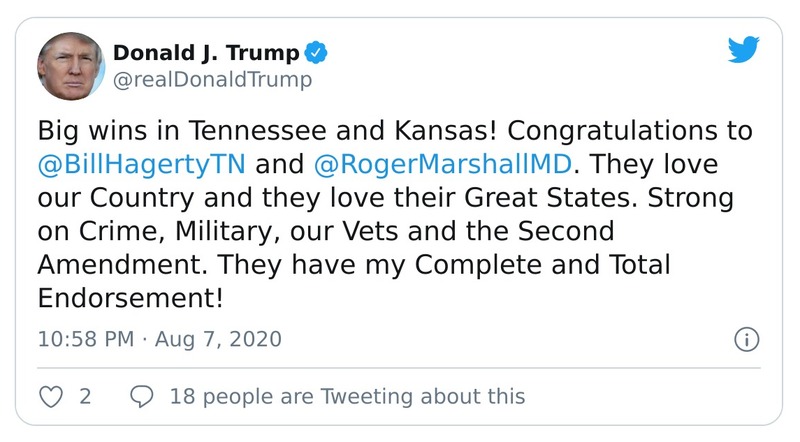 Donald J. Trump
@realDonaldTrump
Big wins in Tennessee and Kansas! Congratulations to
@BillHagertyTN and @RogerMarshallMD. They love
our Country and they love their Great States. Strong
on Crime, Military, our Vets and the Second
Amendment. They have my Complete and Total
Endorsement!
10:58 PM · Aug 7, 2020
2
18 people are Tweeting about this